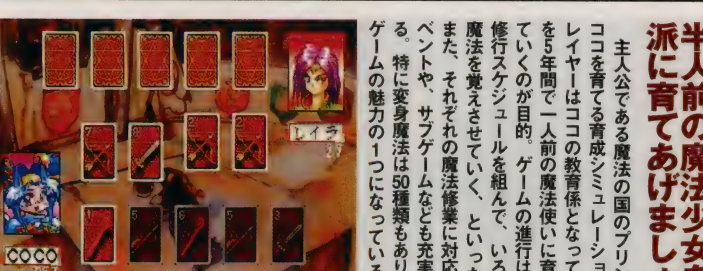 半人前の魔法少女を
派に育てあげまし
主人公である魔法の国のプリ
ココを育てる育成シミュレーショ
レイヤーはココの教育係となって
を5年間で一人前の魔法使いに育
ていくのが目的。ゲームの進行は
修行スケジュールを組んで、いろ
魔法を覚えさせていく、といった
また、それぞれの魔法修業に対応
ベントや、サブゲームなども充実
る。特に変身魔法は50種類もあり
ゲームの魅力の1つになっている
レイラ
COCO